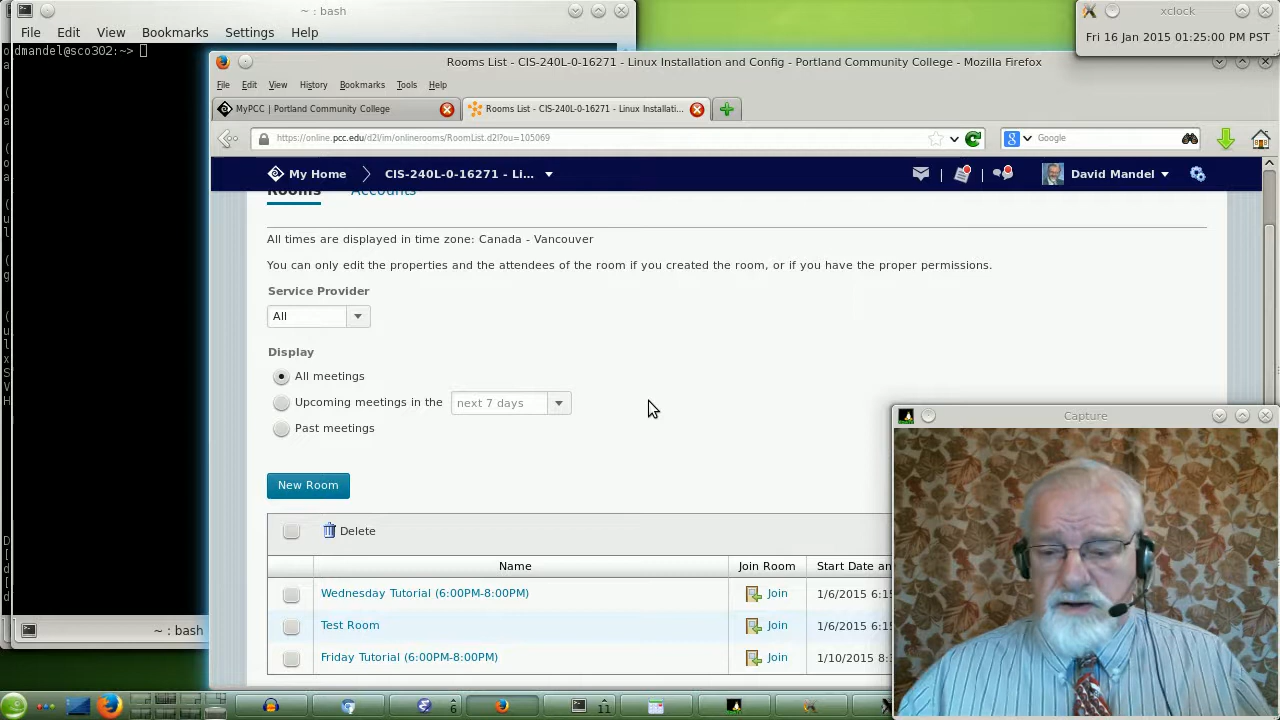 ~ : bash
File Edit View Bookmarks Settings Help
dmandel@sco302:~>
xclock
Fri 16 Jan 2015 01:25:00 PM PST
Rooms List - CIS-240L-0-16271 - Linux Installation and Config - Portland Community College - Mozilla Firefox
File Edit View History Bookmarks Tools Help
MyPCC | Portland Community College
Rooms List - CIS-240L-0-16271 - Linux Installati...
https://online.pcc.edu/d2l/im/onlinerooms/RoomList.d2l?ou=105069
Google
My Home CIS-240L-0-16271 - Li... David Mandel
Rooms Accounts
All times are displayed in time zone: Canada - Vancouver
You can only edit the properties and the attendees of the room if you created the room, or if you have the proper permissions.
Service Provider
All
Display
All meetings
Upcoming meetings in the next 7 days
Past meetings
New Room
Delete
Name Join Room Start Date an
Wednesday Tutorial (6:00PM-8:00PM) Join 1/6/2015 6:15
Test Room Join 1/6/2015 6:15
Friday Tutorial (6:00PM-8:00PM) Join 1/10/2015 8:
Capture
~ : bash
6 11